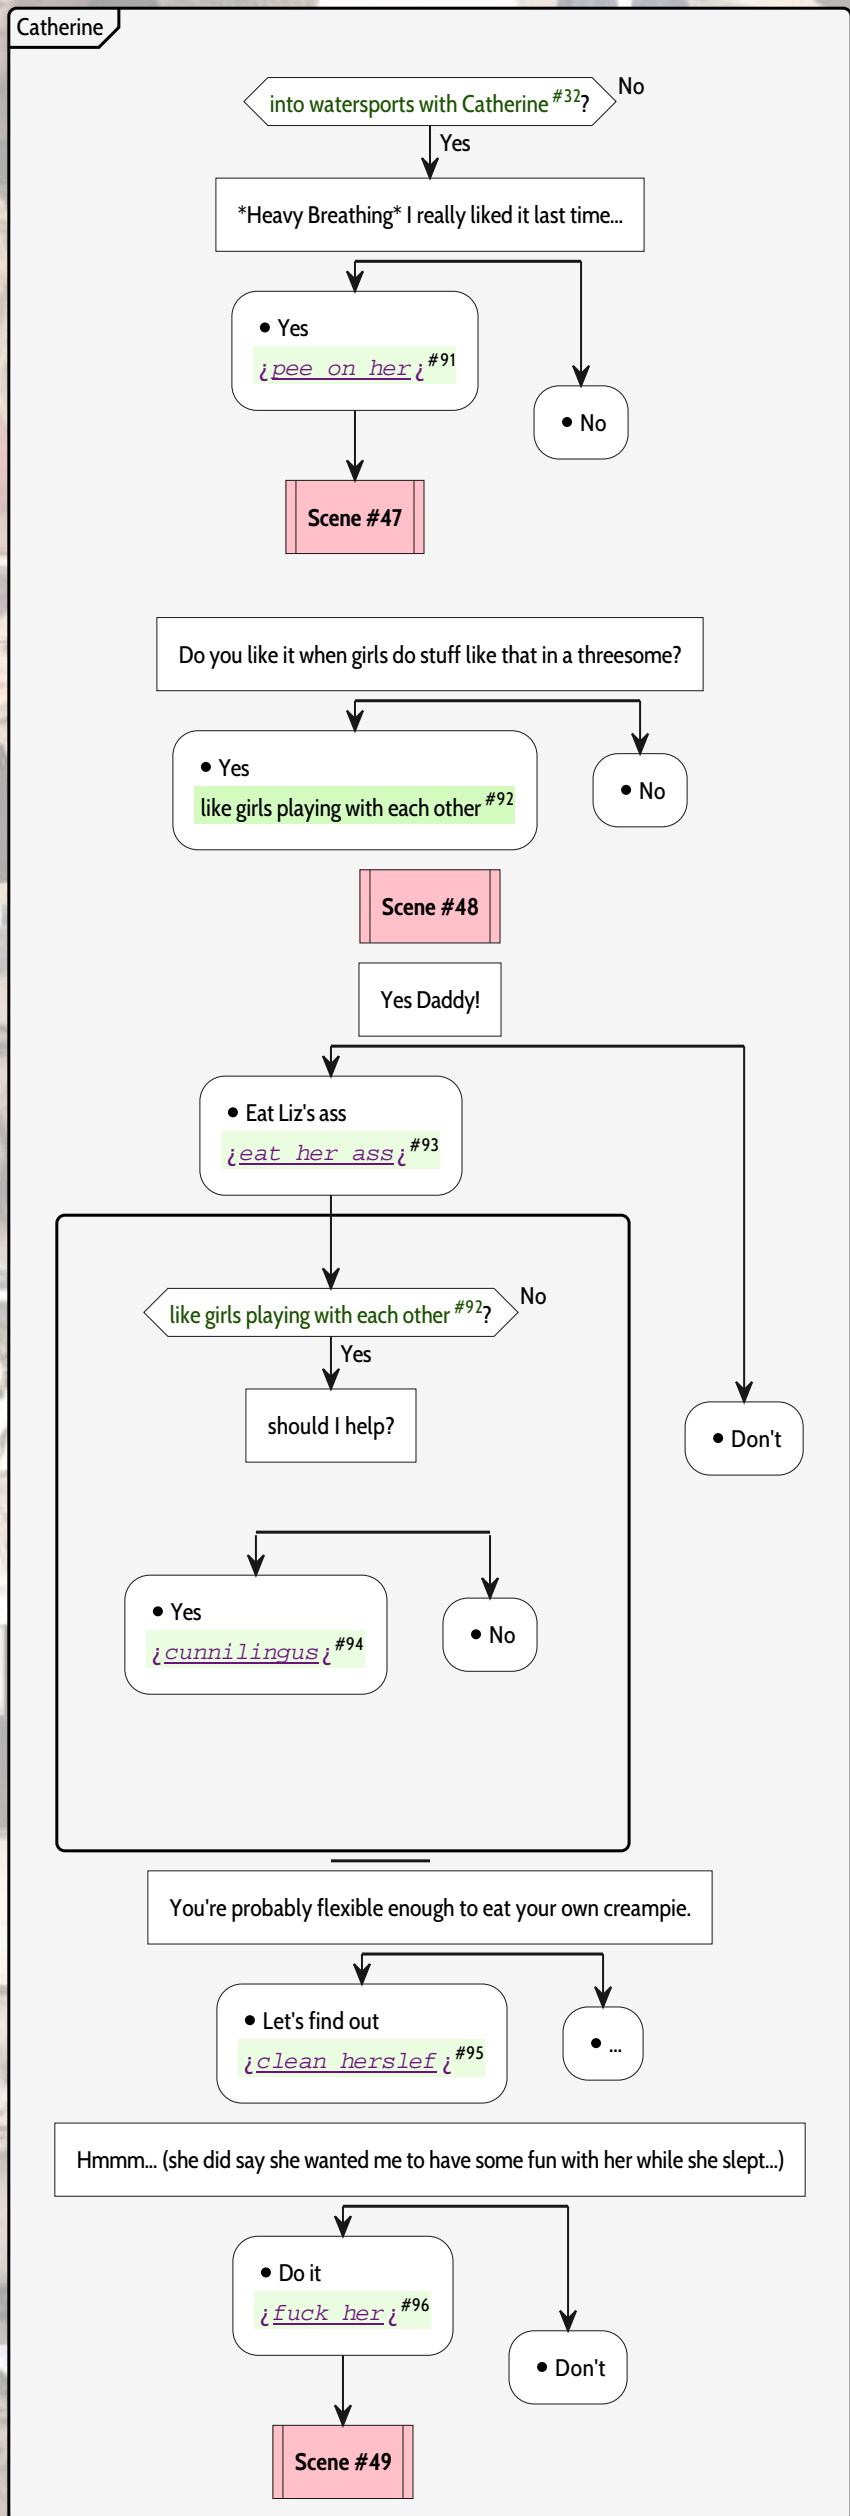 Catherine
into watersports with Catherine #32?
No
Yes
*Heavy Breathing* I really liked it last time...
• Yes
¿pee on her¿#91
• No
Scene #47
Do you like it when girls do stuff like that in a threesome?
• Yes
like girls playing with each other #92
• No
Scene #48
Yes Daddy!
• Eat Liz's ass
¿eat her ass¿#93
like girls playing with each other #92?
No
Yes
should I help?
• Don't
• Yes
¿cunnilingus¿#94
• No
You're probably flexible enough to eat your own creampie.
• Let's find out
¿clean herslef¿#95
• ...
Hmmm... (she did say she wanted me to have some fun with her while she slept...)
• Do it
¿fuck her¿#96
• Don't
Scene #49